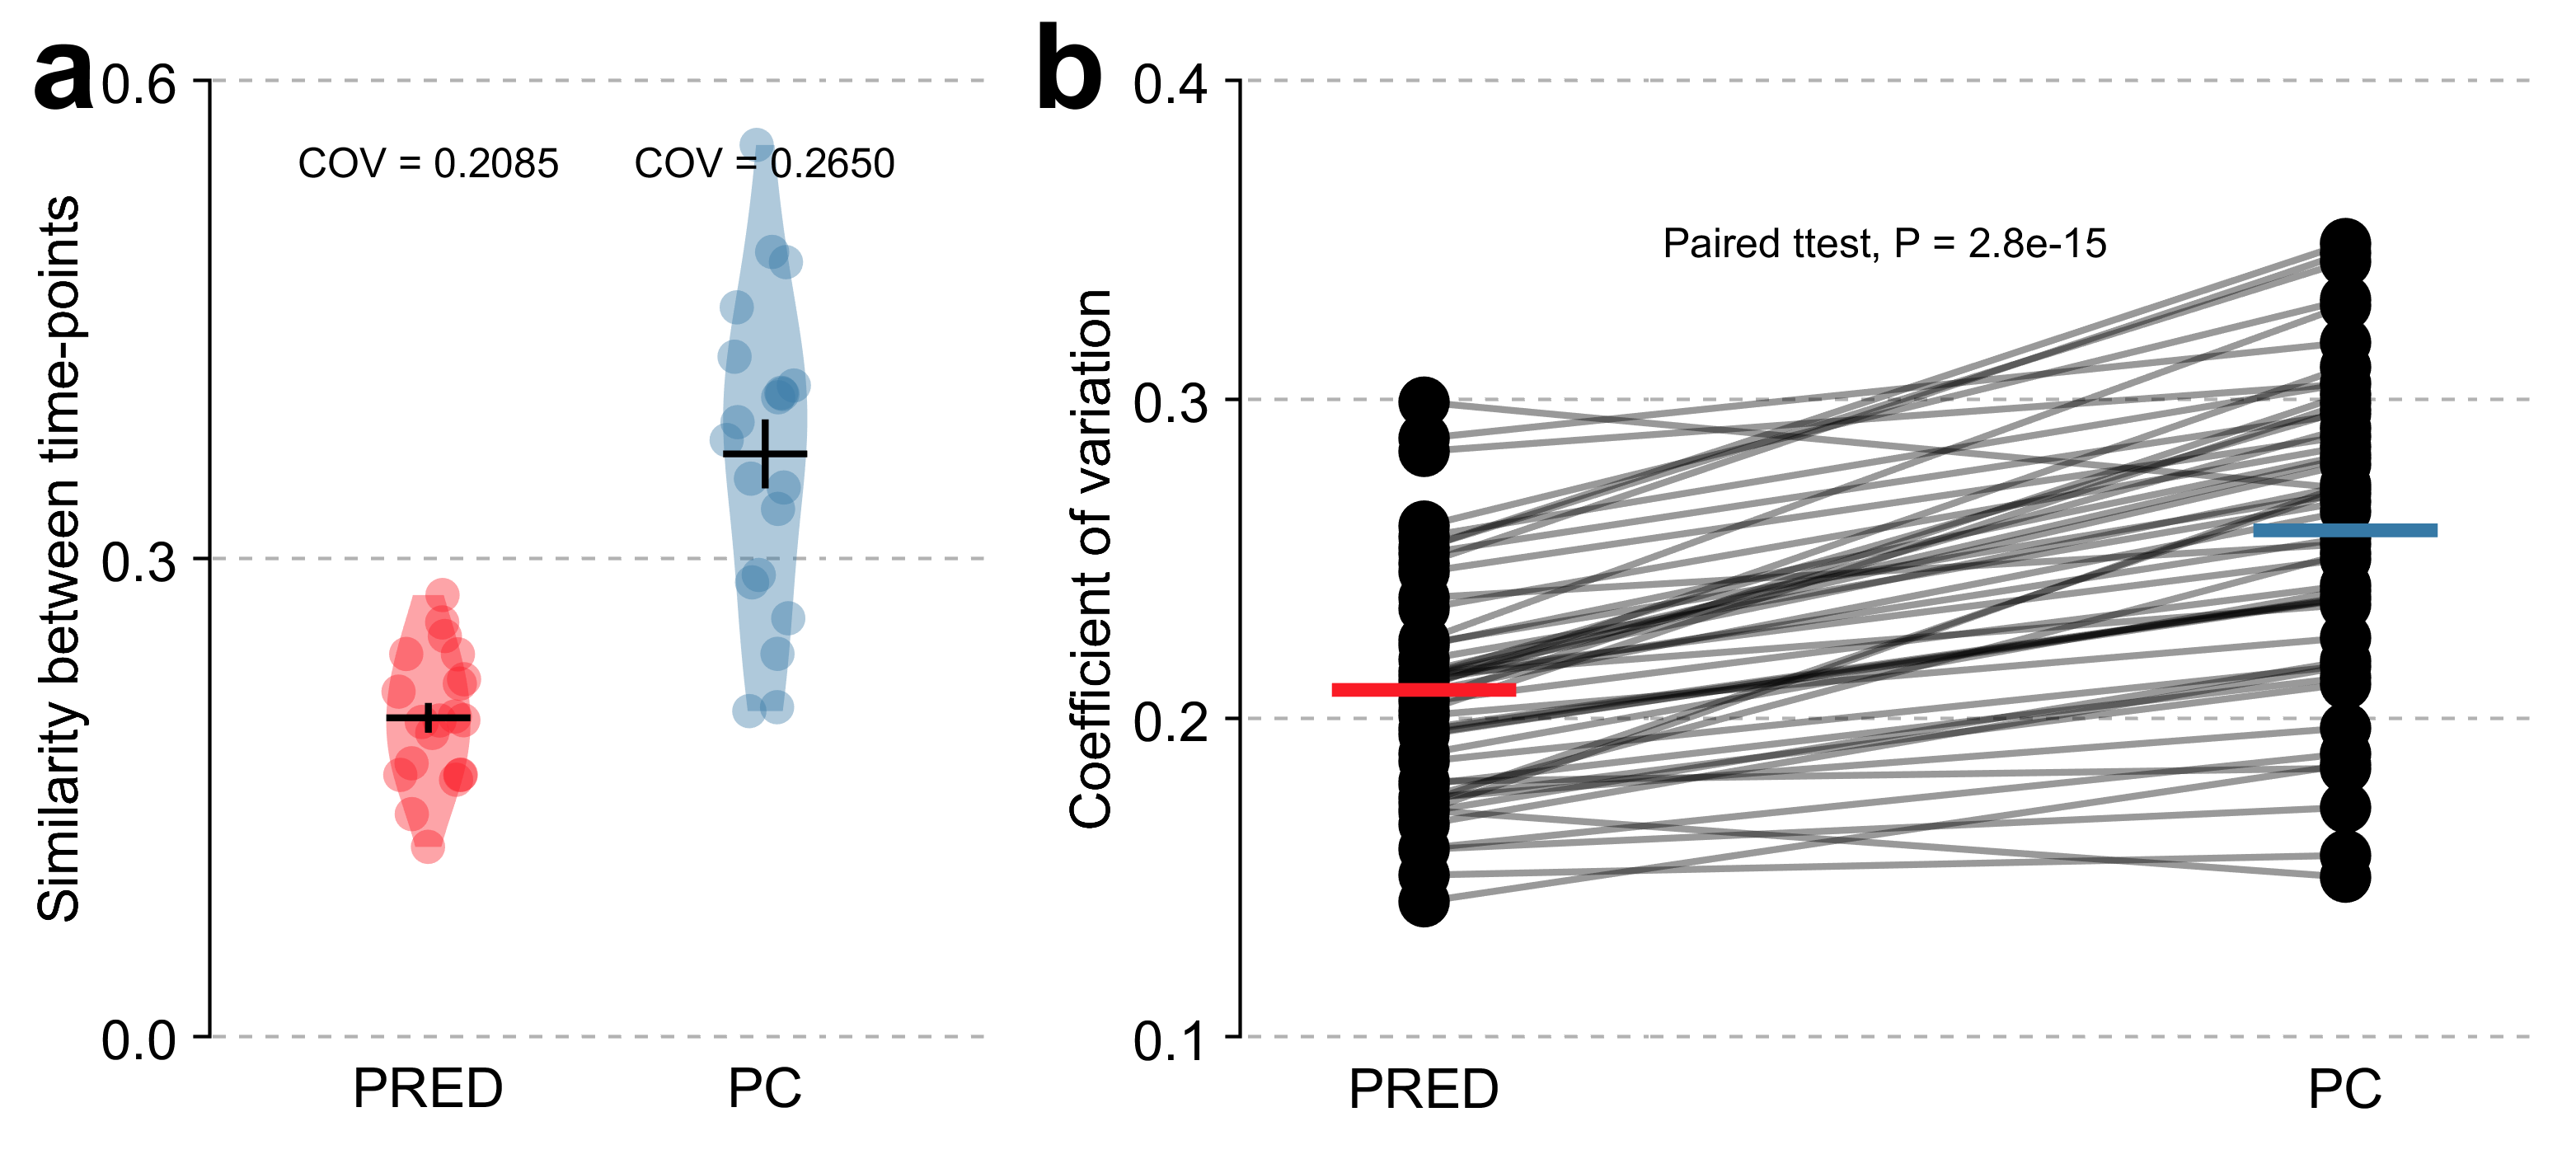 a
0.6
0.3
0.0
Similarity between time-points
COV = 0.2085
COV = 0.2650
PRED
PC
b
0.4
0.3
0.2
0.1
Coefficient of variation
Paired ttest, P = 2.8e-15
PRED
PC